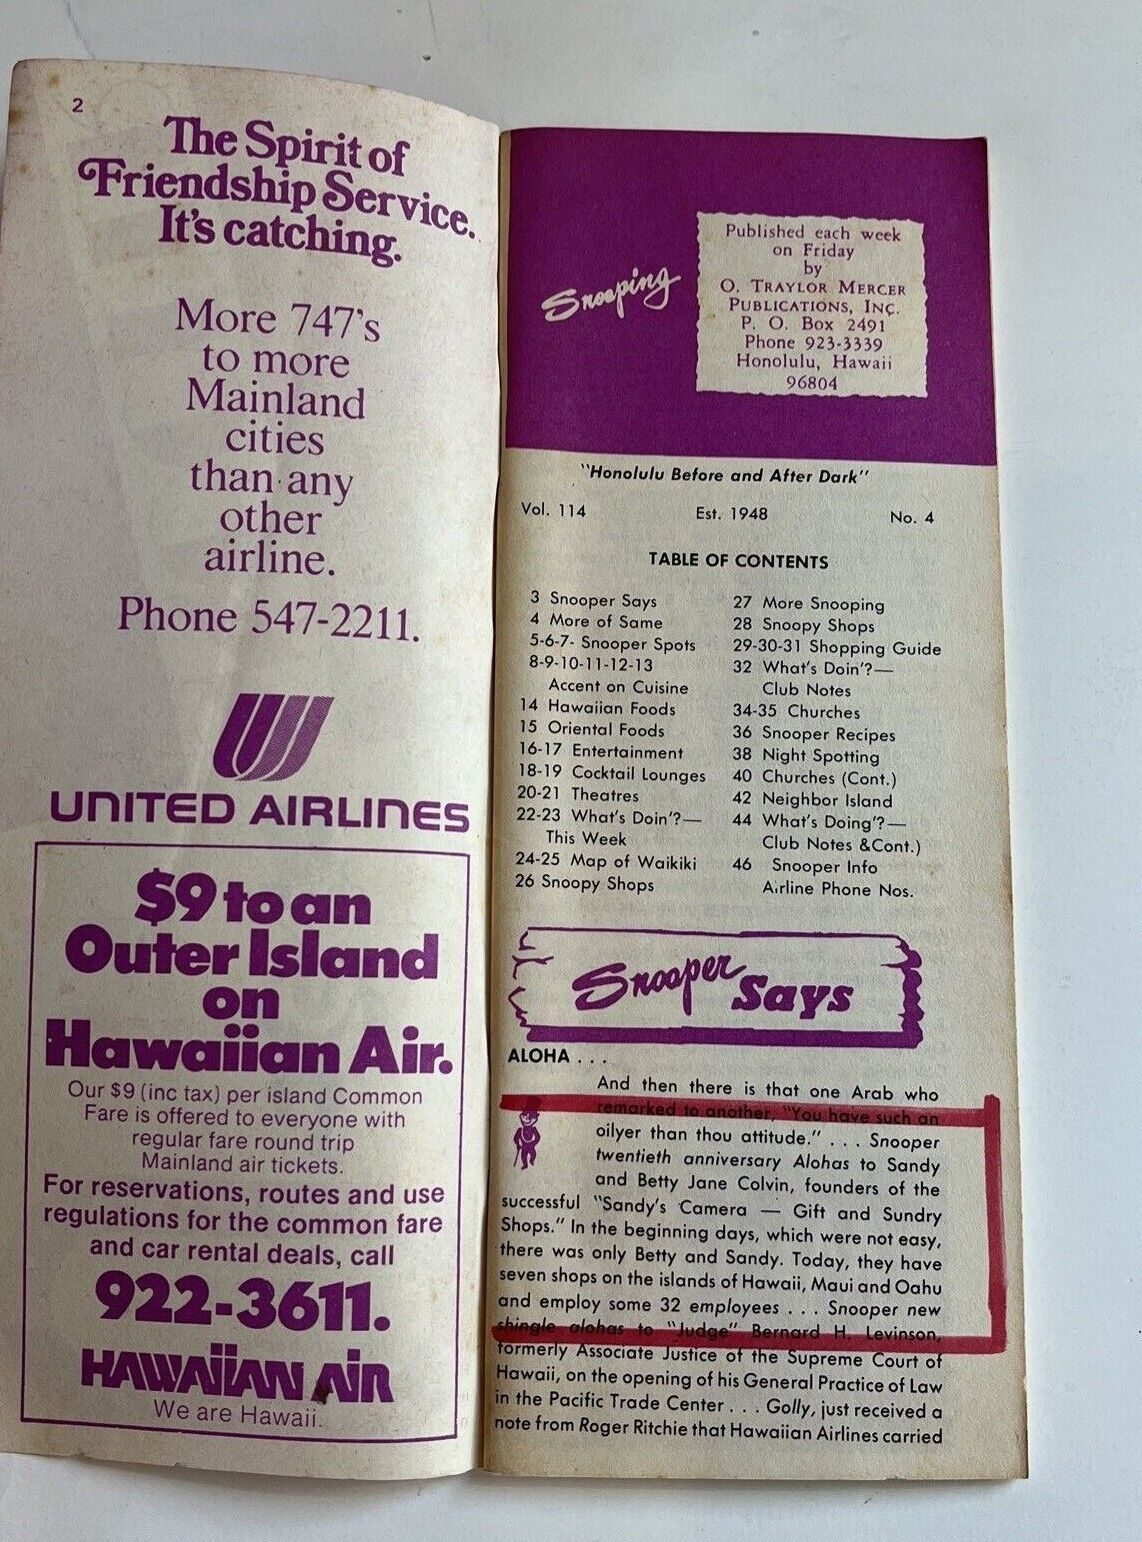 2
The Spirit of
Friendship Service.
It's catching.
More 747's
to more
Mainland
cities
than any
other
airline.
Phone 547-2211.
UNITED AIRLINES
$9 to an
Outer Island
on
Hawaiian Air.
Our $9 (inc tax) per island Common
Fare is offered to everyone with
regular fare round trip
Mainland air tickets.
For reservations, routes and use
regulations for the common fare
and car rental deals, call
922-3611.
HAWAIIAN AIR
We are Hawaii.
Snooping
Published each week
on Friday
by
O. TRAYLOR MERCER
PUBLICATIONS, INC.
P. O. Box 2491
Phone 923-3339
Honolulu, Hawaii
96804
"Honolulu Before and After Dark"
Vol. 114 Est. 1948 No. 4
TABLE OF CONTENTS
3 Snooper Says
4 More of Same
5-6-7- Snooper Spots
8-9-10-11-12-13
Accent on Cuisine
14 Hawaiian Foods
15 Oriental Foods
16-17 Entertainment
18-19 Cocktail Lounges
20-21 Theatres
22-23 What's Doin'?—
This Week
24-25 Map of Waikiki
26 Snoopy Shops
27 More Snooping
28 Snoopy Shops
29-30-31 Shopping Guide
32 What's Doin'?—
Club Notes
34-35 Churches
36 Snooper Recipes
38 Night Spotting
40 Churches (Cont.)
42 Neighbor Island
44 What's Doing'?—
Club Notes &Cont.)
46 Snooper Info
Airline Phone Nos.
Snooper Says
ALOHA . . .
And then there is that one Arab who
remarked to another, "You have such an
oilyer than thou attitude." . . . Snooper
twentieth anniversary Alohas to Sandy
and Betty Jane Colvin, founders of the
successful "Sandy's Camera — Gift and Sundry
Shops." In the beginning days, which were not easy,
there was only Betty and Sandy. Today, they have
seven shops on the islands of Hawaii, Maui and Oahu
and employ some 32 employees . . . Snooper new
shingle alohas to "Judge" Bernard H. Levinson,
formerly Associate Justice of the Supreme Court of
Hawaii, on the opening of his General Practice of Law
in the Pacific Trade Center . . . Golly, just received a
note from Roger Ritchie that Hawaiian Airlines carried